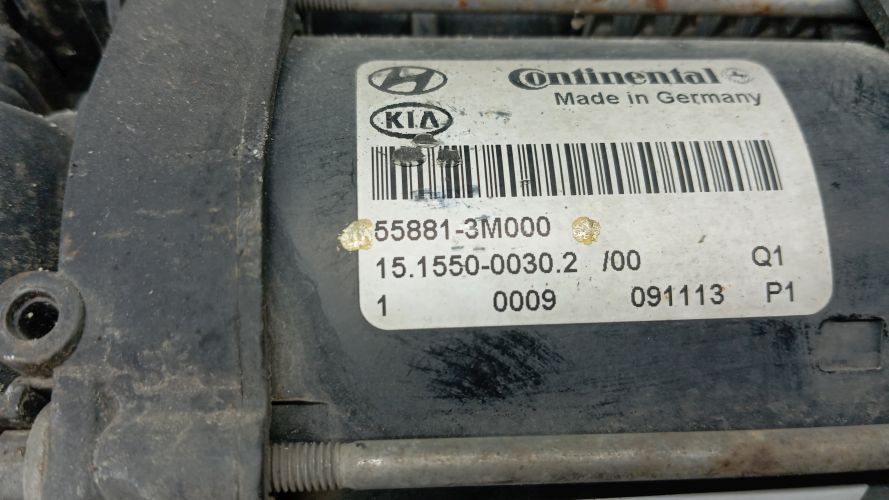 Continental
Made in Germany
KIA
55881-3M000
15.1550-0030.2 /00 Q1
1 0009 091113 P1